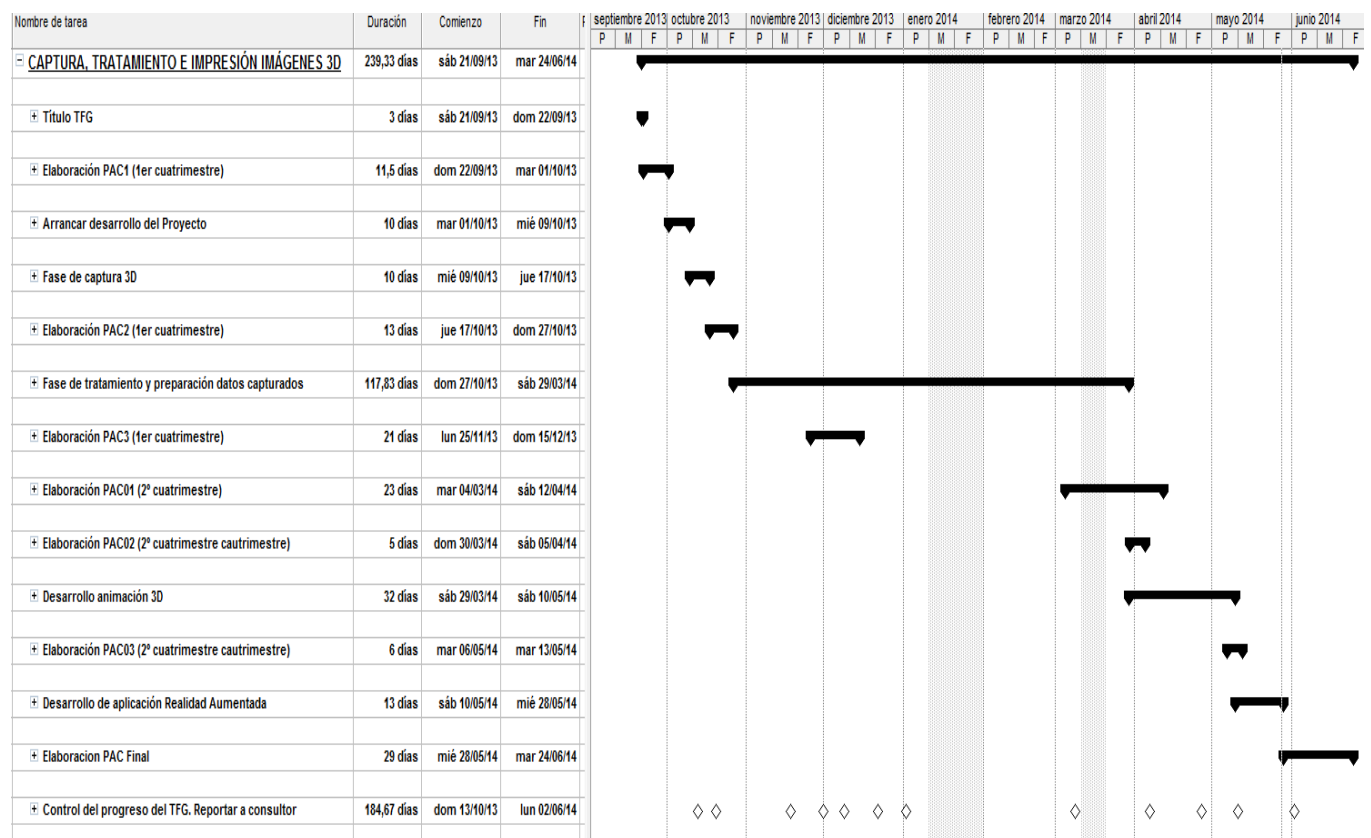 Nombre de tarea Duración Comienzo Fin F septiembre 2013 octubre 2013 noviembre 2013 diciembre 2013 enero 2014 febrero 2014 marzo 2014 abril 2014 mayo 2014 junio 2014
P M F P M F P M F P M F P M F P M F P M F P M F P M F P M F
CAPTURA, TRATAMIENTO E IMPRESIÓN IMÁGENES 3D 239,33 días sáb 21/09/13 mar 24/06/14
Título TFG 3 días sáb 21/09/13 dom 22/09/13
Elaboración PAC1 (1er cuatrimestre) 11,5 días dom 22/09/13 mar 01/10/13
Arrancar desarrollo del Proyecto 10 días mar 01/10/13 mié 09/10/13
Fase de captura 3D 10 días mié 09/10/13 jue 17/10/13
Elaboración PAC2 (1er cuatrimestre) 13 días jue 17/10/13 dom 27/10/13
Fase de tratamiento y preparación datos capturados 117,83 días dom 27/10/13 sáb 29/03/14
Elaboración PAC3 (1er cuatrimestre) 21 días lun 25/11/13 dom 15/12/13
Elaboración PAC01 (2º cuatrimestre) 23 días mar 04/03/14 sáb 12/04/14
Elaboración PAC02 (2º cuatrimestre cautrimestre) 5 días dom 30/03/14 sáb 05/04/14
Desarrollo animación 3D 32 días sáb 29/03/14 sáb 10/05/14
Elaboración PAC03 (2º cuatrimestre cautrimestre) 6 días mar 06/05/14 mar 13/05/14
Desarrollo de aplicación Realidad Aumentada 13 días sáb 10/05/14 mié 28/05/14
Elaboracion PAC Final 29 días mié 28/05/14 mar 24/06/14
Control del progreso del TFG. Reportar a consultor 184,67 días dom 13/10/13 lun 02/06/14